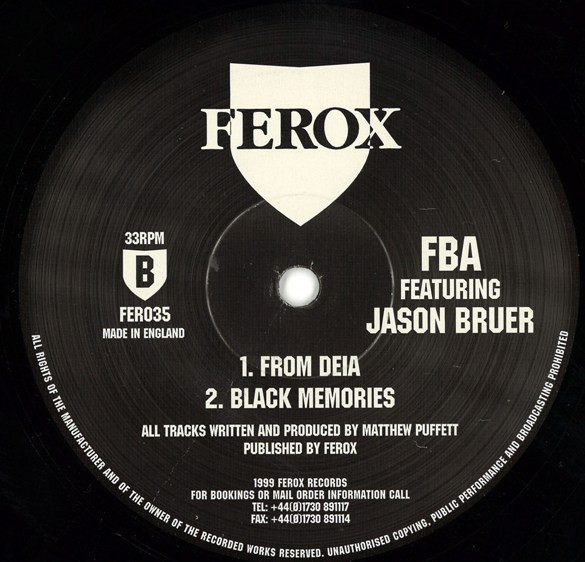 FEROX
33RPM
B
FER035
MADE IN ENGLAND
FBA
FEATURING
JASON BRUER
1. FROM DEIA
2. BLACK MEMORIES
ALL TRACKS WRITTEN AND PRODUCED BY MATTHEW PUFFETT
PUBLISHED BY FEROX
1999 FEROX RECORDS
FOR BOOKINGS OR MAIL ORDER INFORMATION CALL
TEL: +44(0)1730 891117
FAX: +44(0)1730 891114
ALL RIGHTS OF THE MANUFACTURER AND OF THE OWNER OF THE RECORDED WORKS RESERVED. UNAUTHORISED COPYING, PUBLIC PERFORMANCE AND BROADCASTING PROHIBITED